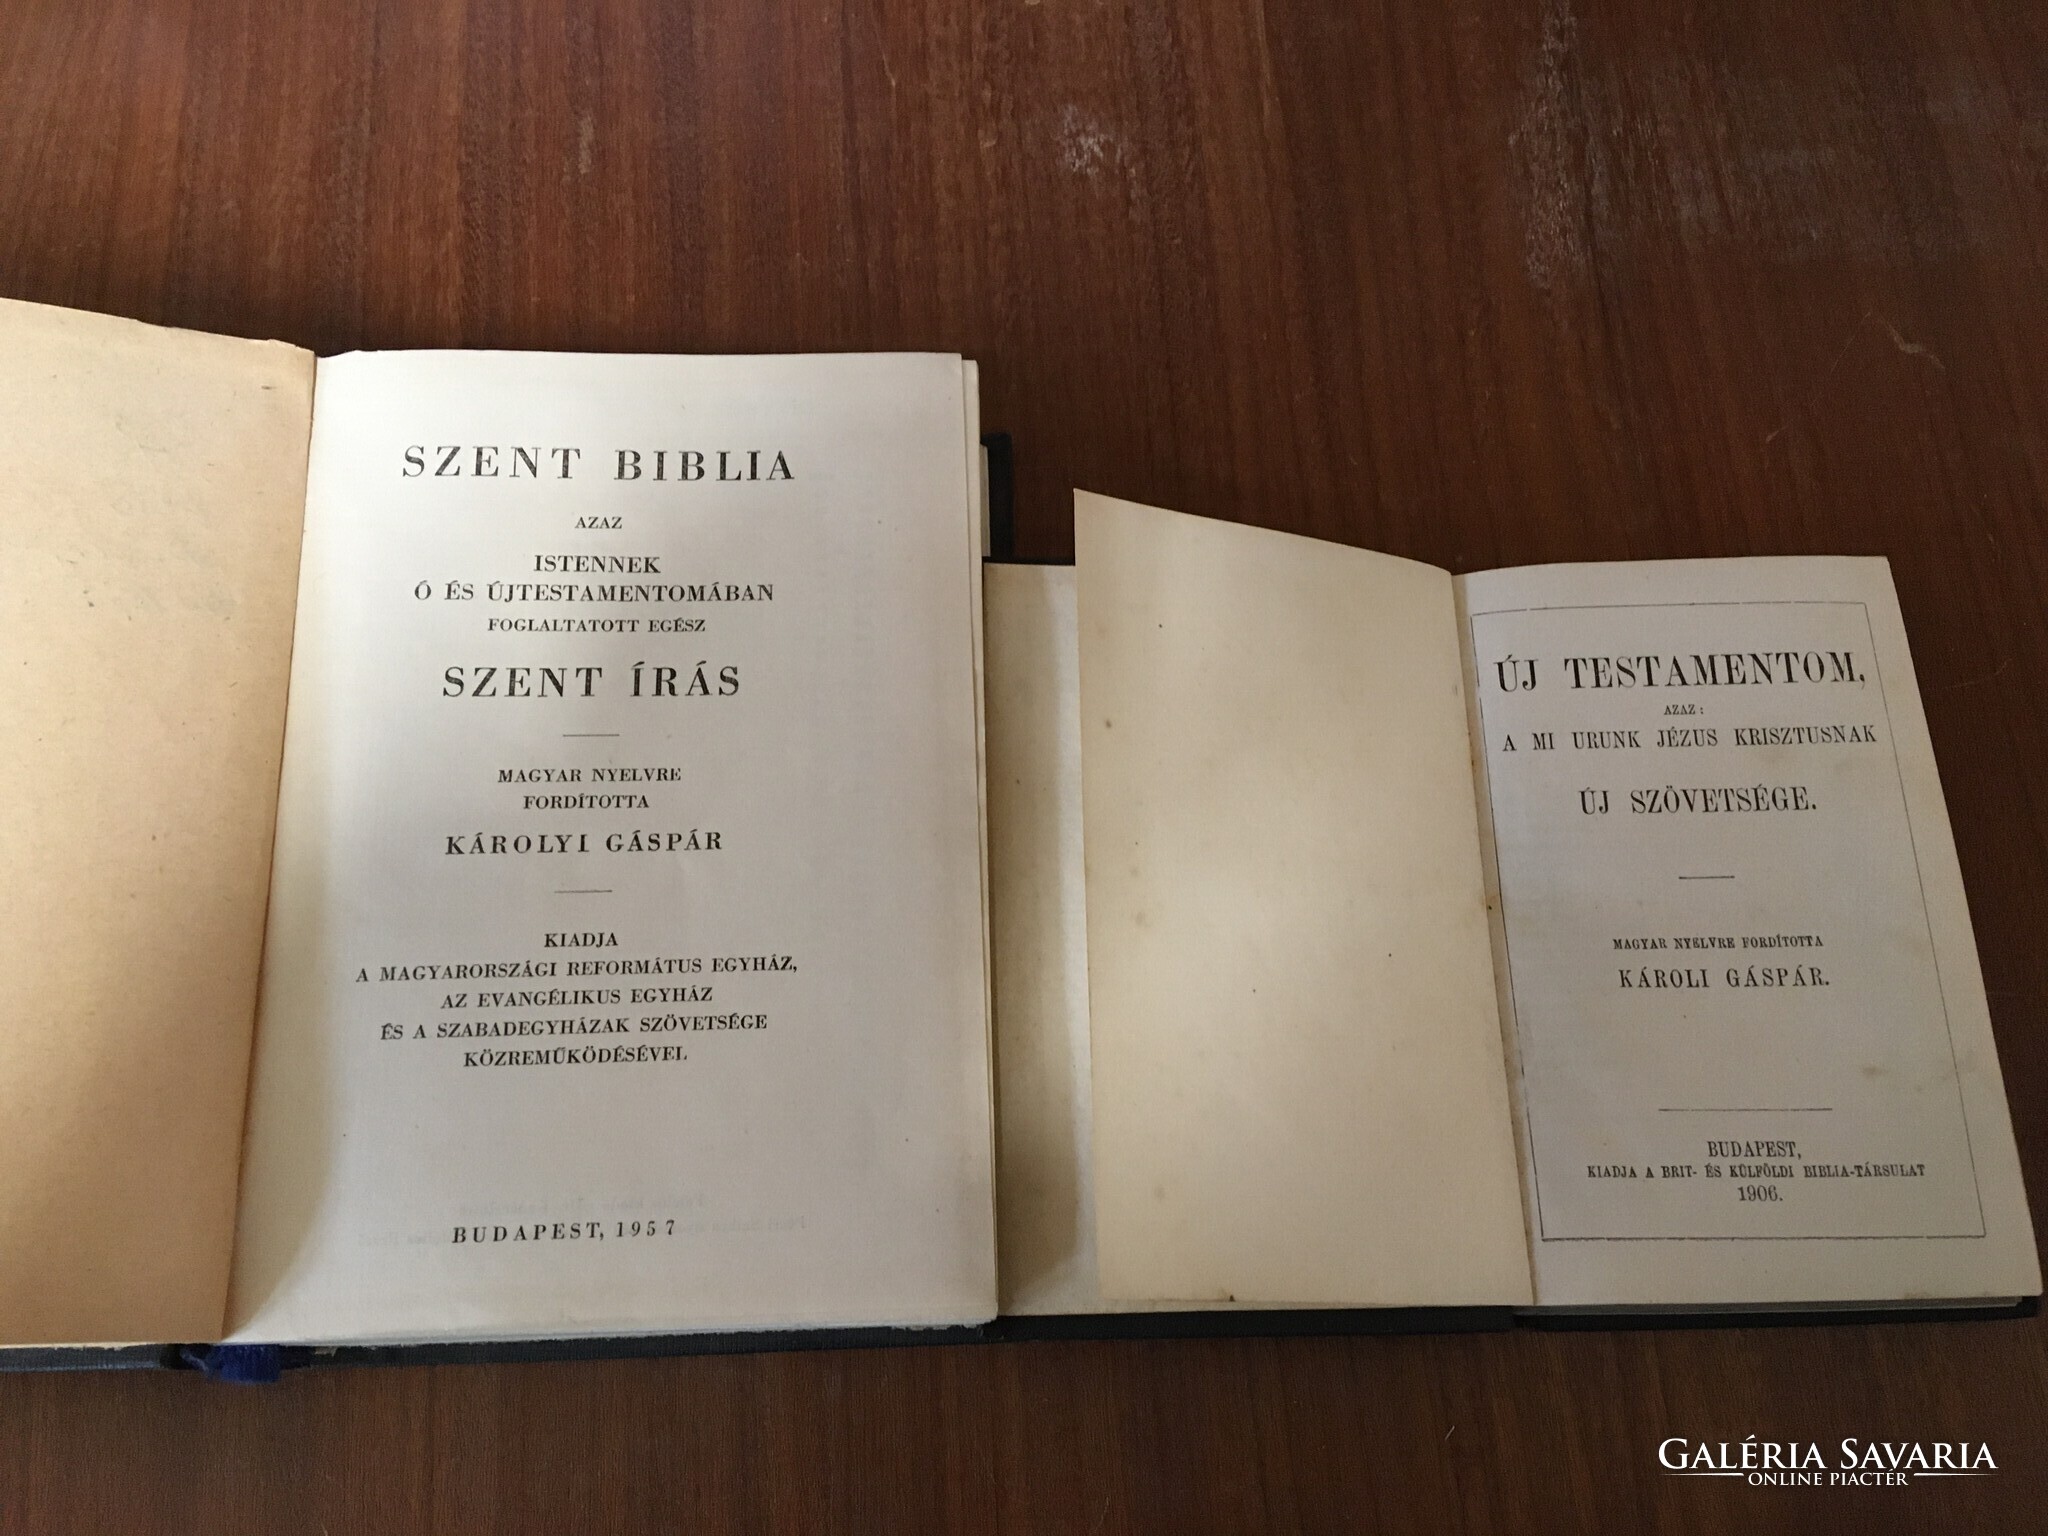 SZENT BIBLIA
AZAZ
ISTENNEK
Ó ÉS ÚJTESTAMENTOMÁBAN
FOGLALTATOTT EGÉSZ
SZENT ÍRÁS
MAGYAR NYELVRE
FORDÍTOTTA
KÁROLYI GÁSPÁR
KIADJA
A MAGYARORSZÁGI REFORMÁTUS EGYHÁZ,
AZ EVANGÉLIKUS EGYHÁZ
ÉS A SZABADEGYHÁZAK SZÖVETSÉGE
KÖZREMŰKÖDÉSÉVEL
BUDAPEST, 1957
ÚJ TESTAMENTOM,
AZAZ:
A MI URUNK JÉZUS KRISZTUSNAK
ÚJ SZÖVETSÉGE.
MAGYAR NYELVRE FORDÍTOTTA
KÁROLI GÁSPÁR.
BUDAPEST,
KIADJA A BRIT- ÉS KÜLFÖLDI BIBLIA-TÁRSULAT
1906.
GALÉRIA SAVARIA
ONLINE PIACTÉR